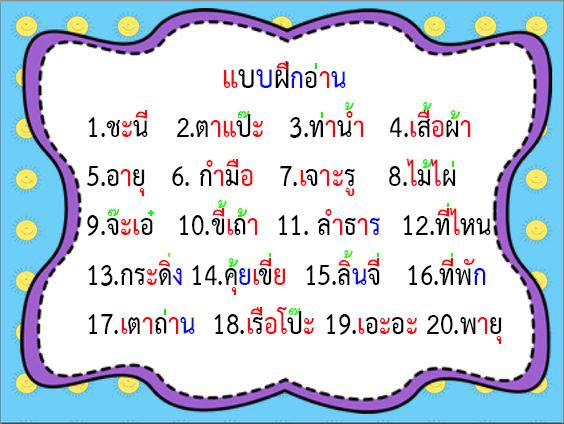 แบบฝึกอ่าน
1.ชะนี 2.ตาแป๊ะ 3.ท่าน้ำ 4.เสื้อผ้า
5.อายุ 6. กำมือ 7.เจาะรู 8.ไม้ไผ่
9.จ๊ะเอ๋ 10.ขี้เถ้า 11. ลำธาร 12.ที่ไหน
13.กระดิ่ง 14.คุ้ยเขี่ย 15.ลิ้นจี่ 16.ที่พัก
17.เตาถ่าน 18.เรือโป๊ะ 19.เอะอะ 20.พายุ